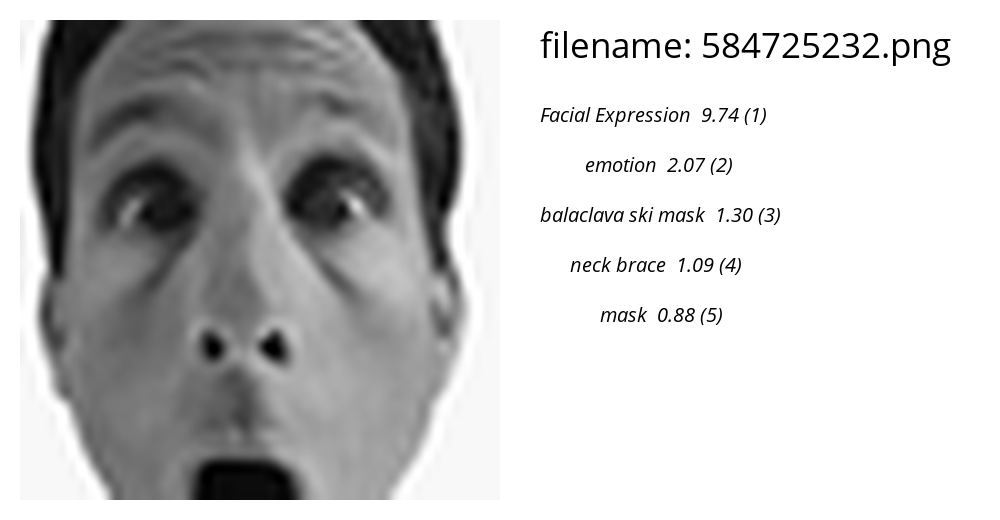 filename: 584725232.png
Facial Expression 9.74 (1)
emotion 2.07 (2)
balaclava ski mask 1.30 (3)
neck brace 1.09 (4)
mask 0.88 (5)